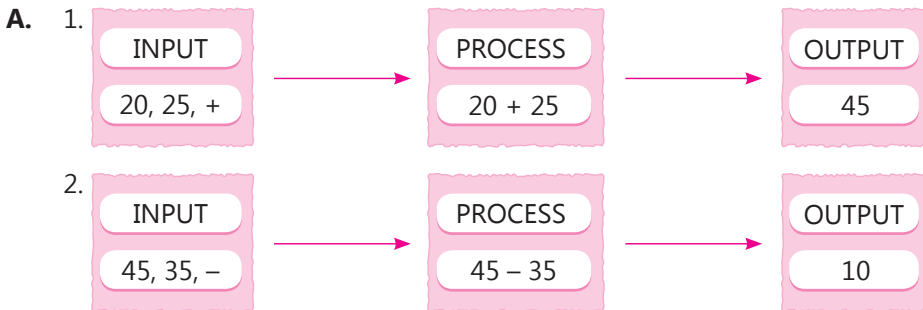 A. 1.
INPUT PROCESS OUTPUT
20, 25, + 20 + 25 45
2.
INPUT PROCESS OUTPUT
45, 35, – 45 – 35 10